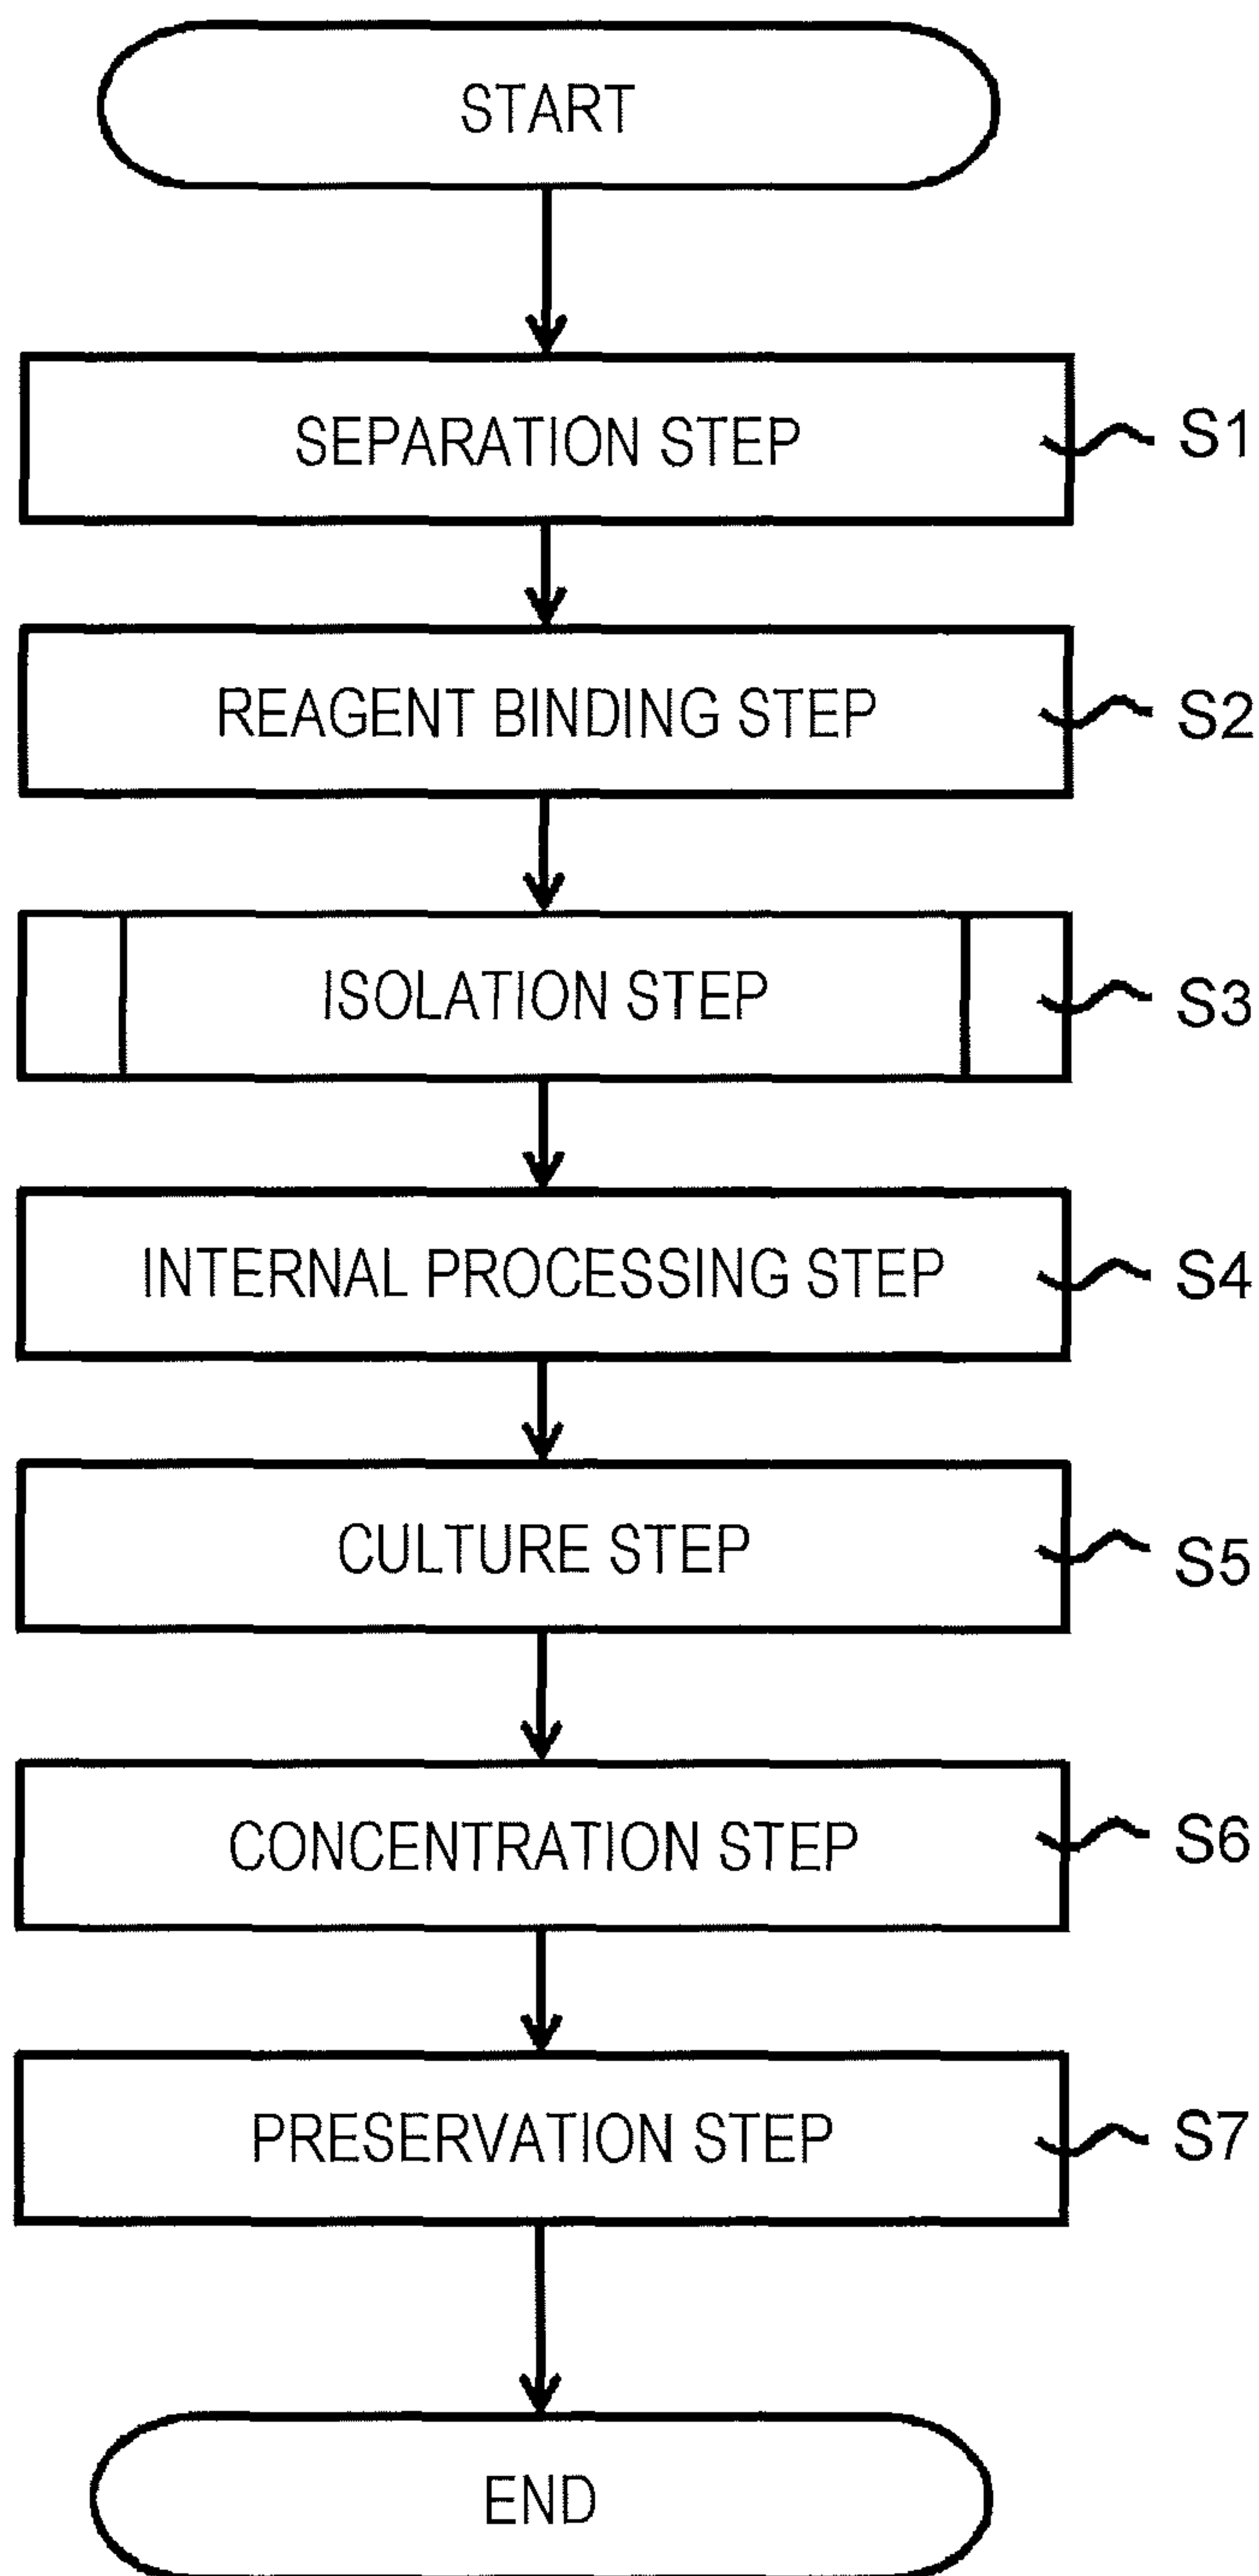 START
SEPARATION STEP S1
REAGENT BINDING STEP S2
ISOLATION STEP S3
INTERNAL PROCESSING STEP S4
CULTURE STEP S5
CONCENTRATION STEP S6
PRESERVATION STEP S7
END